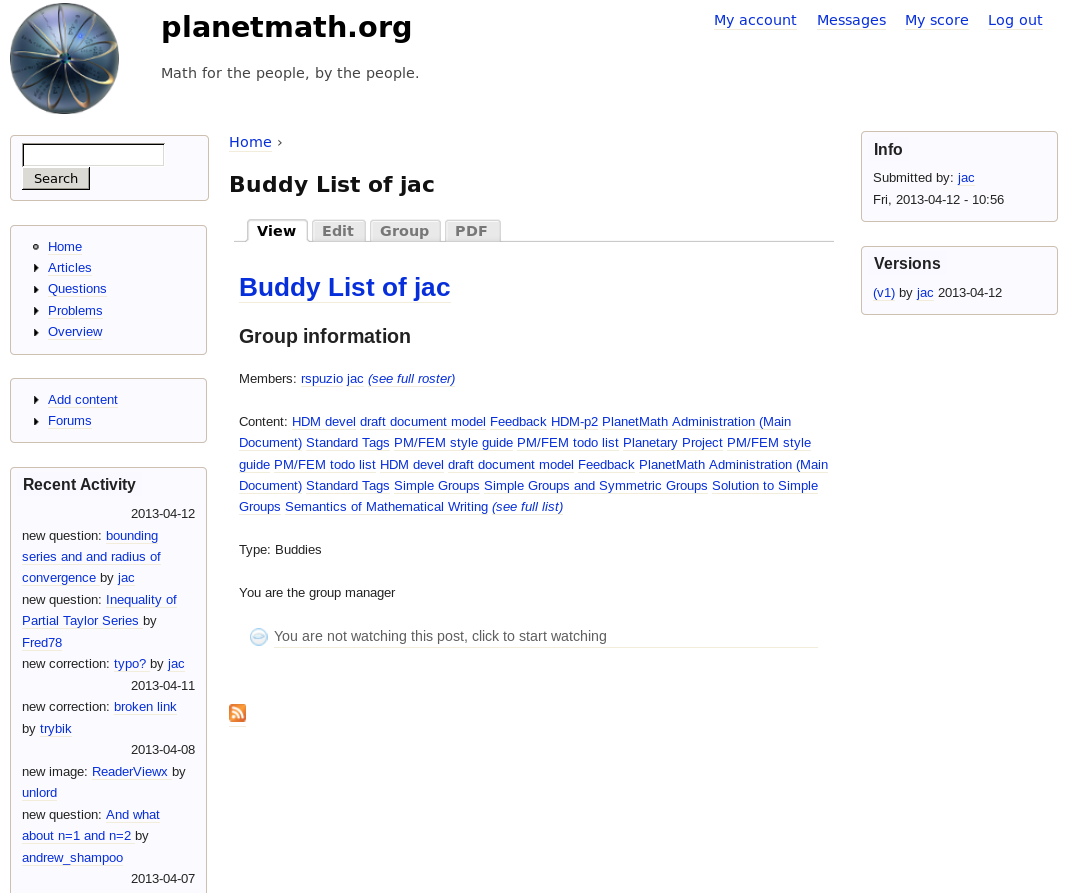 planetmath.org
Math for the people, by the people.
My account Messages My score Log out
Search
Home
Articles
Questions
Problems
Overview
Add content
Forums
Recent Activity
2013-04-12
new question: bounding
series and and radius of
convergence by jac
new question: Inequality of
Partial Taylor Series by
Fred78
new correction: typo? by jac
2013-04-11
new correction: broken link
by trybik
2013-04-08
new image: ReaderViewx by
unlord
new question: And what
about n=1 and n=2 by
andrew_shampoo
2013-04-07
Home ›
Buddy List of jac
View Edit Group PDF
Buddy List of jac
Group information
Members: rspuzio jac (see full roster)
Content: HDM devel draft document model Feedback HDM-p2 PlanetMath Administration (Main
Document) Standard Tags PM/FEM style guide PM/FEM todo list Planetary Project PM/FEM style
guide PM/FEM todo list HDM devel draft document model Feedback PlanetMath Administration (Main
Document) Standard Tags Simple Groups Simple Groups and Symmetric Groups Solution to Simple
Groups Semantics of Mathematical Writing (see full list)
Type: Buddies
You are the group manager
You are not watching this post, click to start watching
Info
Submitted by: jac
Fri, 2013-04-12 - 10:56
Versions
(v1) by jac 2013-04-12